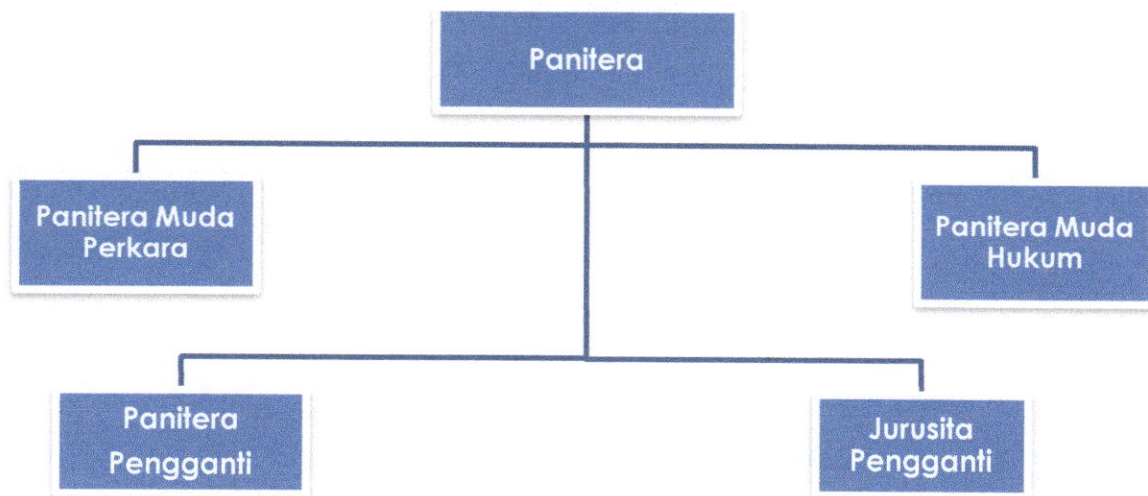 Panitera
Panitera Muda
Perkara
Panitera Muda
Hukum
Panitera
Pengganti
Jurusita
Pengganti